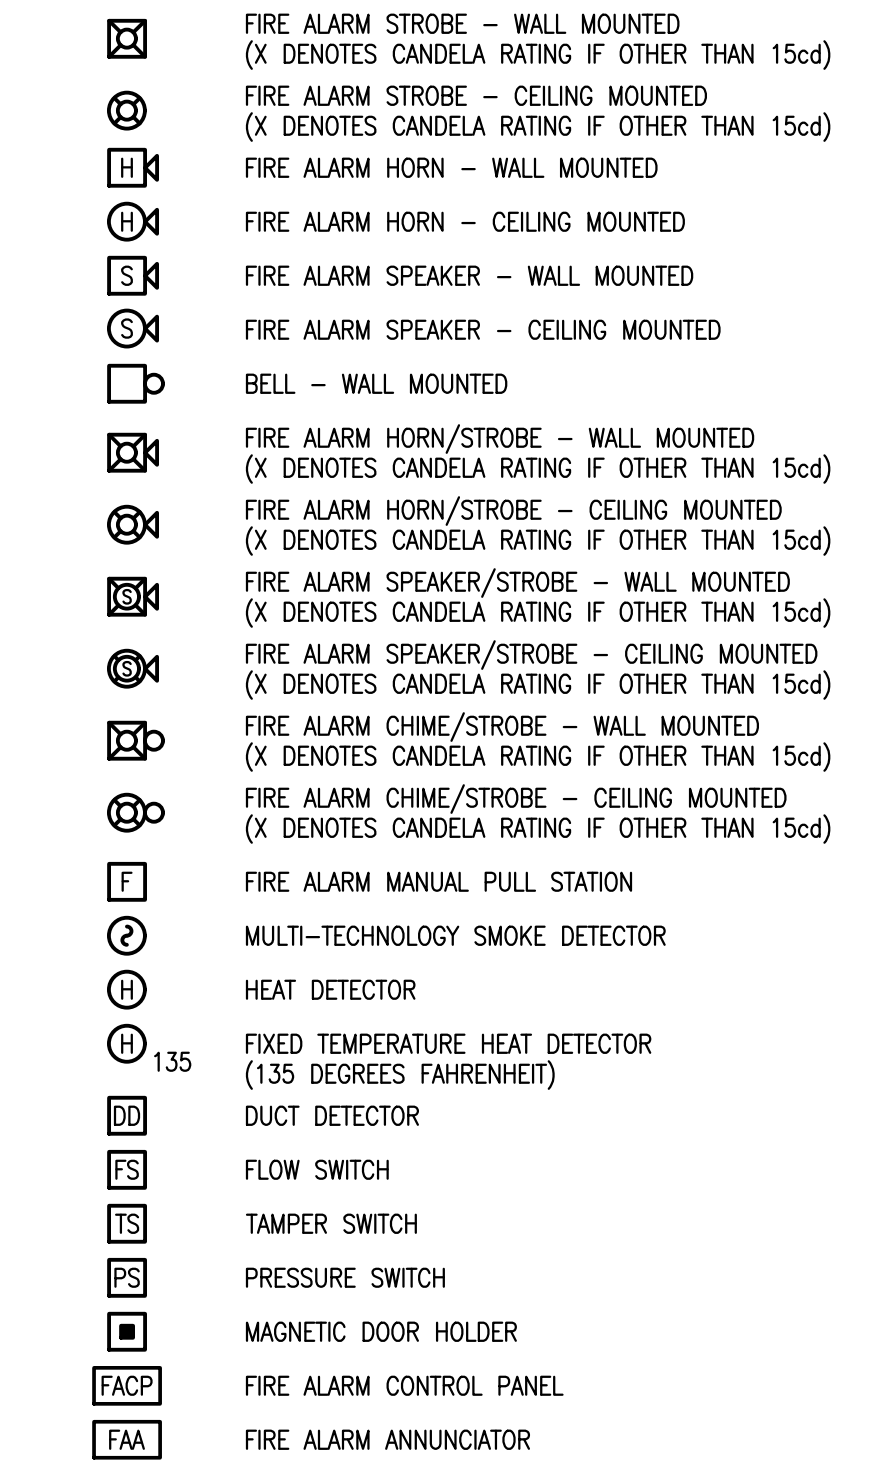 FIRE ALARM STROBE – WALL MOUNTED
(X DENOTES CANDELA RATING IF OTHER THAN 15cd)
FIRE ALARM STROBE – CEILING MOUNTED
(X DENOTES CANDELA RATING IF OTHER THAN 15cd)
H FIRE ALARM HORN – WALL MOUNTED
H FIRE ALARM HORN – CEILING MOUNTED
S FIRE ALARM SPEAKER – WALL MOUNTED
S FIRE ALARM SPEAKER – CEILING MOUNTED
BELL – WALL MOUNTED
FIRE ALARM HORN/STROBE – WALL MOUNTED
(X DENOTES CANDELA RATING IF OTHER THAN 15cd)
FIRE ALARM HORN/STROBE – CEILING MOUNTED
(X DENOTES CANDELA RATING IF OTHER THAN 15cd)
S FIRE ALARM SPEAKER/STROBE – WALL MOUNTED
(X DENOTES CANDELA RATING IF OTHER THAN 15cd)
S FIRE ALARM SPEAKER/STROBE – CEILING MOUNTED
(X DENOTES CANDELA RATING IF OTHER THAN 15cd)
FIRE ALARM CHIME/STROBE – WALL MOUNTED
(X DENOTES CANDELA RATING IF OTHER THAN 15cd)
FIRE ALARM CHIME/STROBE – CEILING MOUNTED
(X DENOTES CANDELA RATING IF OTHER THAN 15cd)
F FIRE ALARM MANUAL PULL STATION
MULTI–TECHNOLOGY SMOKE DETECTOR
H HEAT DETECTOR
H 135 FIXED TEMPERATURE HEAT DETECTOR
(135 DEGREES FAHRENHEIT)
DD DUCT DETECTOR
FS FLOW SWITCH
TS TAMPER SWITCH
PS PRESSURE SWITCH
MAGNETIC DOOR HOLDER
FACP FIRE ALARM CONTROL PANEL
FAA FIRE ALARM ANNUNCIATOR